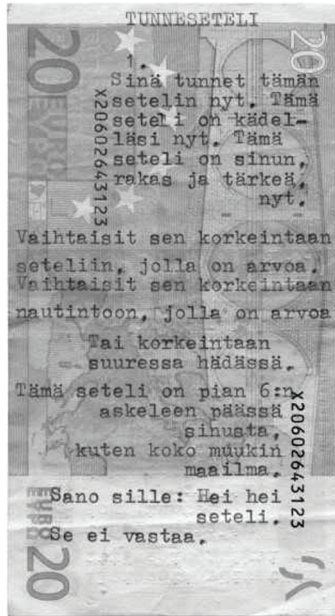 TUNNESETELI
20
20 EURO
1.
Sinä tunnet tämän
setelin nyt. Tämä
seteli on kädel-
läsi nyt. Tämä
seteli on sinun,
rakas ja tärkeä,
nyt.
X20602643123
Vaihtaisit sen korkeintaan
seteliin, jolla on arvoa.
Vaihtaisit sen korkeintaan
nautintoon, jolla on arvoa
Tai korkeintaan
suuressa hädässä.
Tämä seteli on pian 6:n
askeleen päässä
sinusta,
kuten koko muukin
maailma.
X20602643123
Sano sille: Hei hei
seteli.
Se ei vastaa.
20 EURO